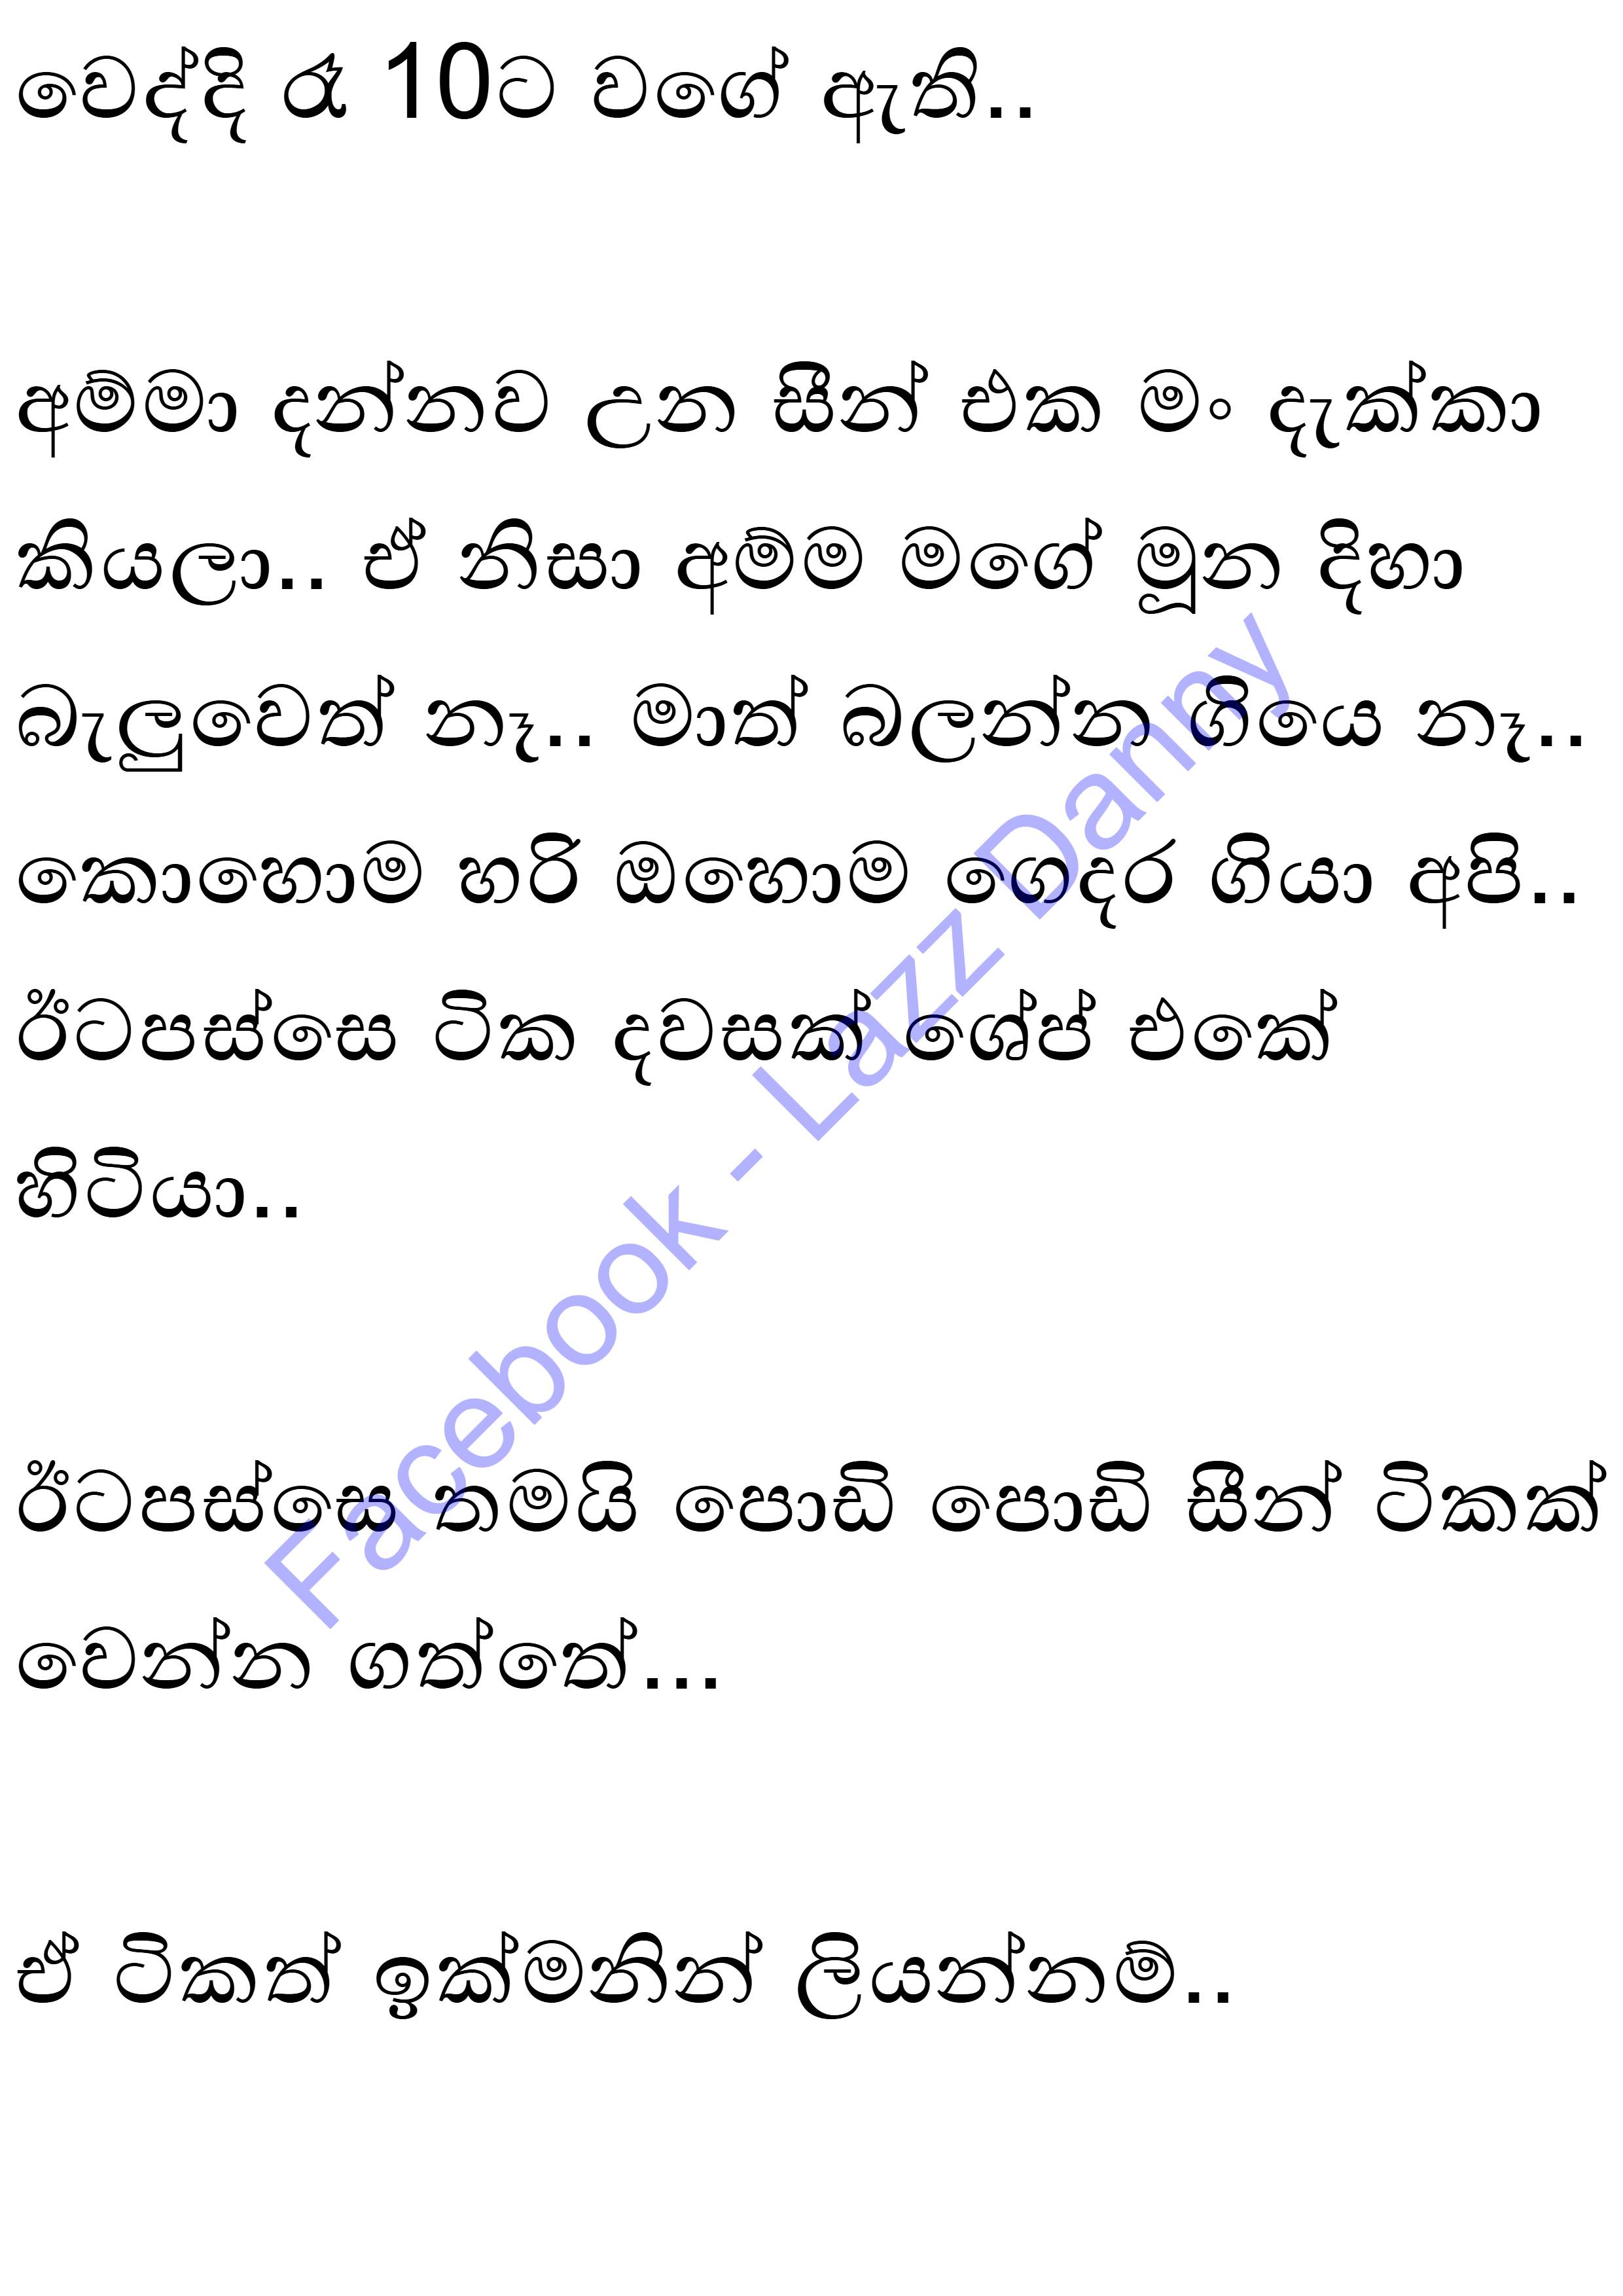 වෙද්දි රෑ 10ට වගේ ඇති..
අම්මා දන්නව උන සීන් එක මං දැක්කා
කියලා.. ඒ නිසා අම්ම මගේ මූන දිහා
බැලුවෙත් නෑ.. මාත් බලන්න ගියෙ නෑ..
කොහොම හරි ඔහොම ගෙදර ගියා අපි..
ඊටපස්සෙ ටික දවසක් ශේප් එකේ
හිටියා..
ඊටපස්සෙ තමයි පොඩි පොඩි සීන් ටිකක්
වෙන්න ගත්තේ...
ඒ ටිකත් ඉක්මනින් ලියන්නම්..
Facebook - Lazz Danny